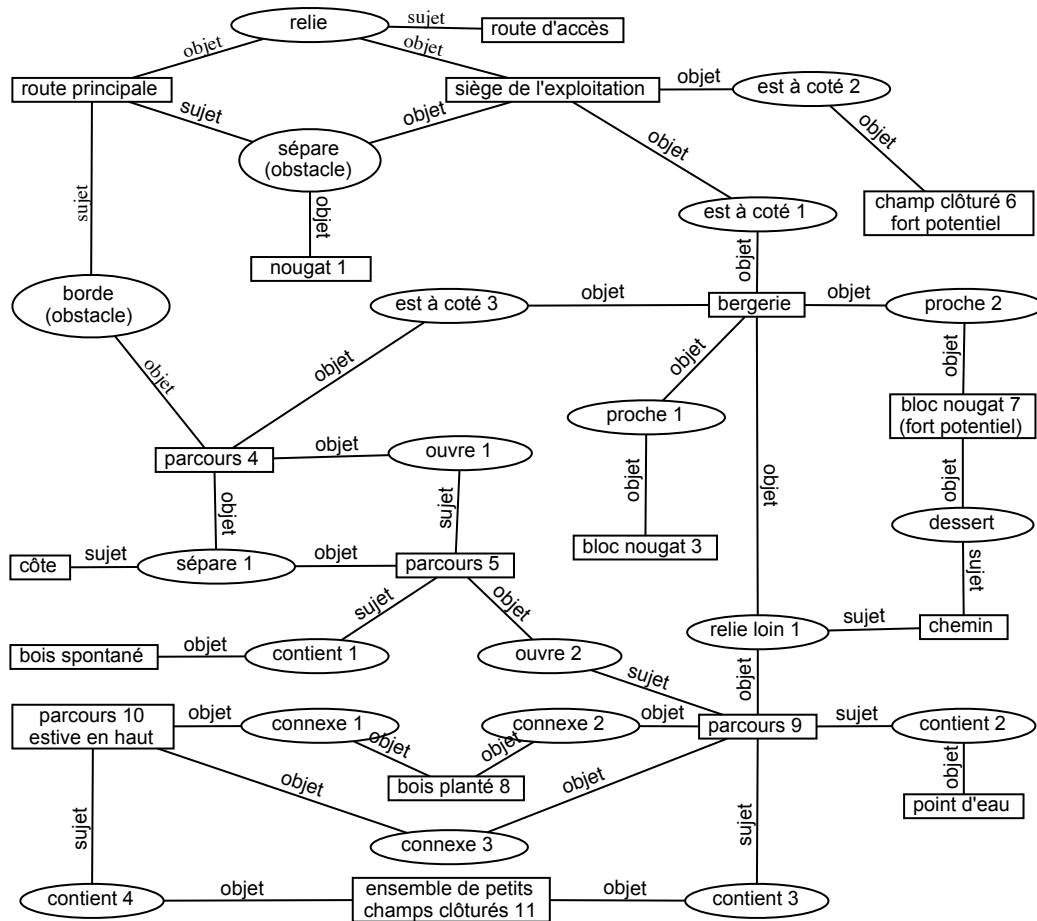 relie
sujet
route d'accès
objet
objet
route principale
siège de l'exploitation
objet
est à coté 2
sujet
objet
sépare
(obstacle)
objet
objet
sujet
objet
champ clôturé 6
fort potentiel
est à coté 1
nougat 1
objet
borde
(obstacle)
est à coté 3
objet
bergerie
objet
proche 2
objet
objet
objet
objet
proche 1
bloc nougat 7
(fort potentiel)
parcours 4
objet
ouvre 1
objet
objet
objet
sujet
objet
dessert
côte
sujet
sépare 1
objet
parcours 5
bloc nougat 3
sujet
sujet
objet
relie loin 1
sujet
chemin
bois spontané
objet
contient 1
ouvre 2
sujet
objet
parcours 10
estive en haut
objet
connexe 1
connexe 2
objet
parcours 9
sujet
contient 2
objet
objet
objet
bois planté 8
objet
objet
point d'eau
sujet
connexe 3
sujet
contient 4
objet
ensemble de petits
champs clôturés 11
objet
contient 3